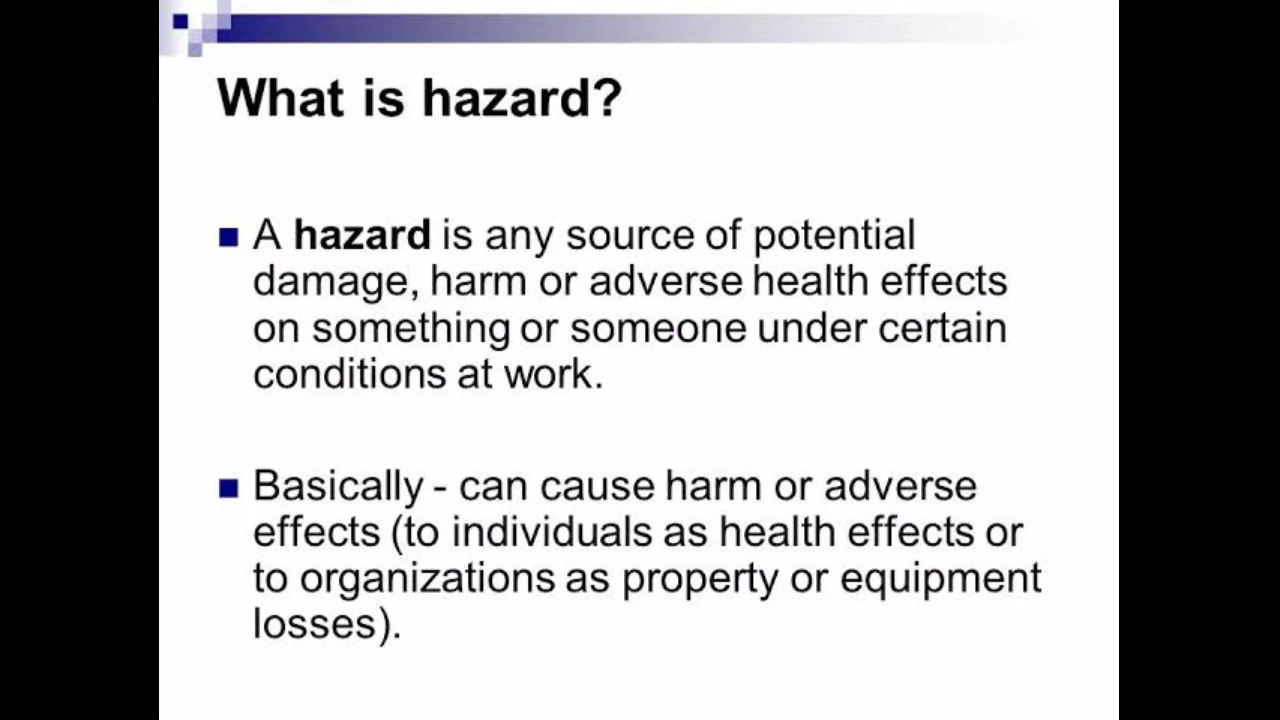 What is hazard?
A hazard is any source of potential
damage, harm or adverse health effects
on something or someone under certain
conditions at work.
Basically - can cause harm or adverse
effects (to individuals as health effects or
to organizations as property or equipment
losses).